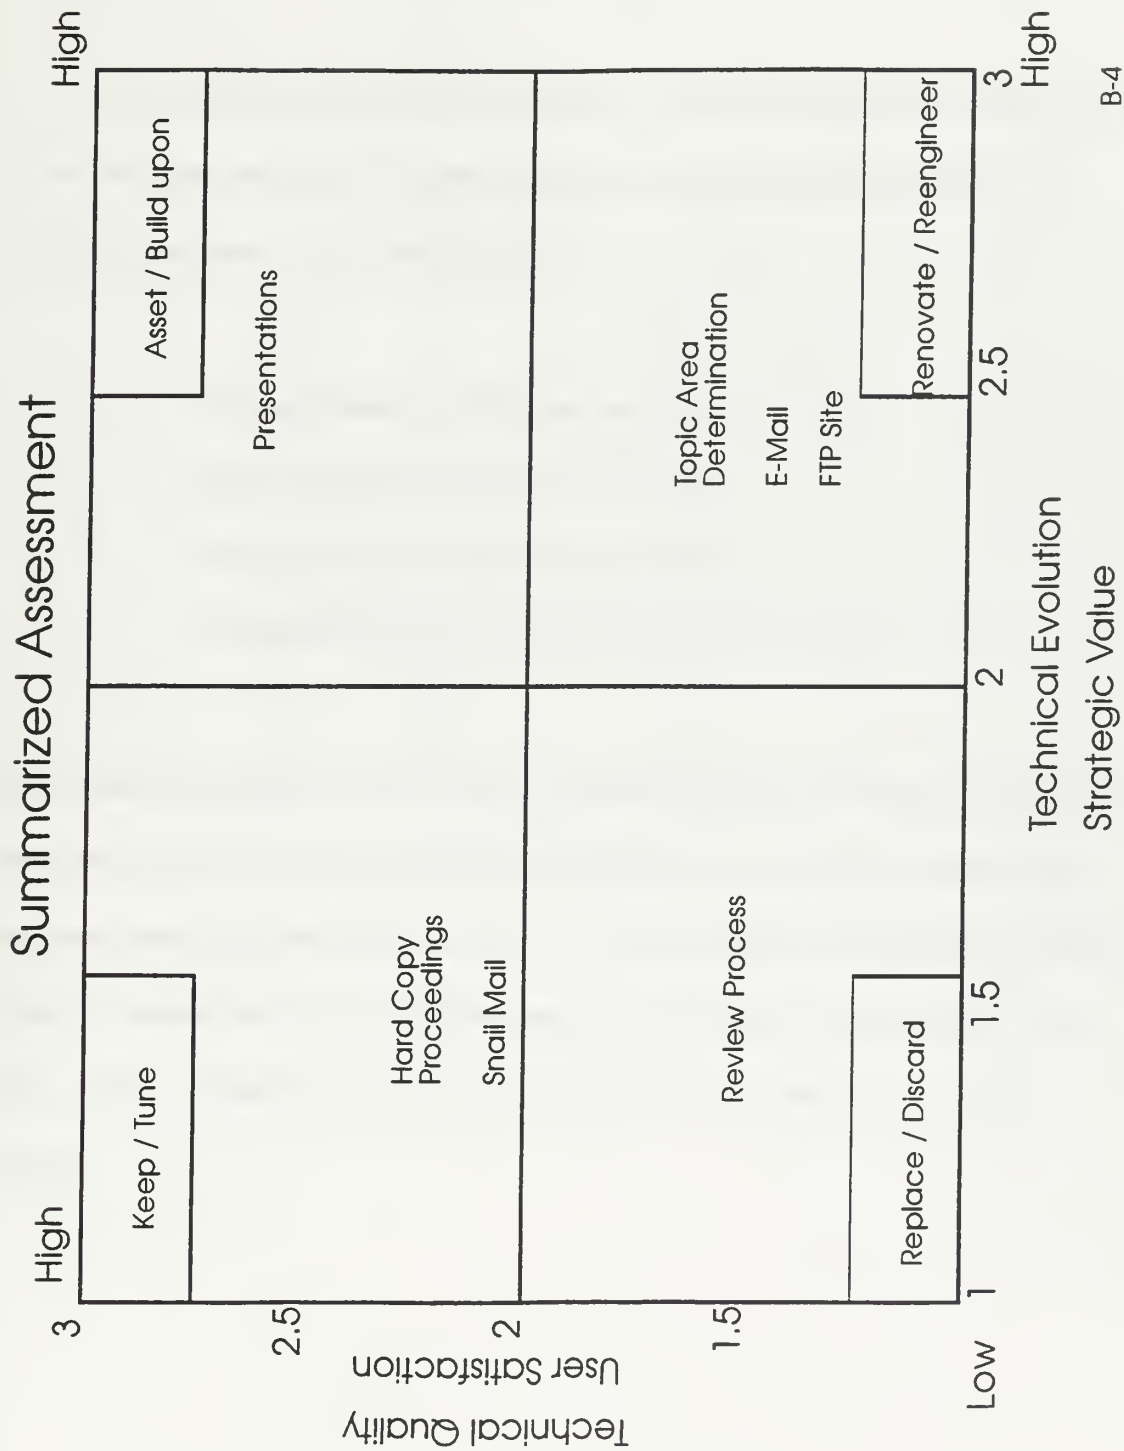 Summarized Assessment
High
High
3
Keep / Tune
Asset / Build upon
Presentations
2.5
Hard Copy
Proceedings
Snail Mail
2
User Satisfaction
Technical Quality
Topic Area
Determination
E-Mail
FTP Site
Review Process
1.5
Replace / Discard
Renovate / Reengineer
Low
1
1.5
2
2.5
3
High
Technical Evolution
Strategic Value
B-4